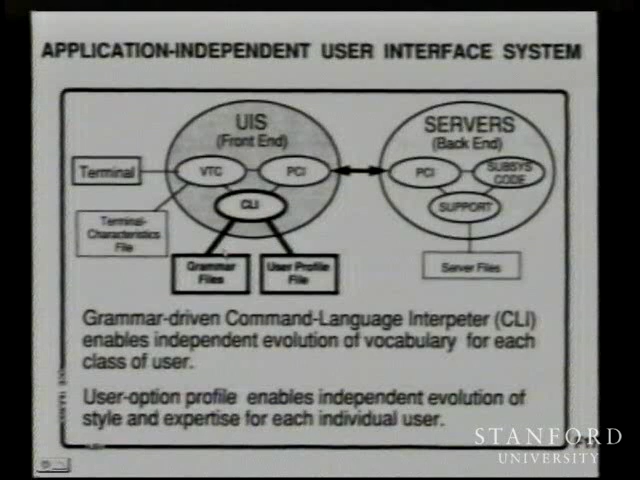 APPLICATION-INDEPENDENT USER INTERFACE SYSTEM
UIS
(Front End)
SERVERS
(Back End)
Terminal
VTC
PCI
PCI
SUBSYS
CODE
CLI
SUPPORT
Terminal-
Characteristics
File
Grammar
Files
User Profile
File
Server Files
Grammar-driven Command-Language Interpeter (CLI)
enables independent evolution of vocabulary for each
class of user.
User-option profile enables independent evolution of
style and expertise for each individual user.
STANFORD
UNIVERSITY